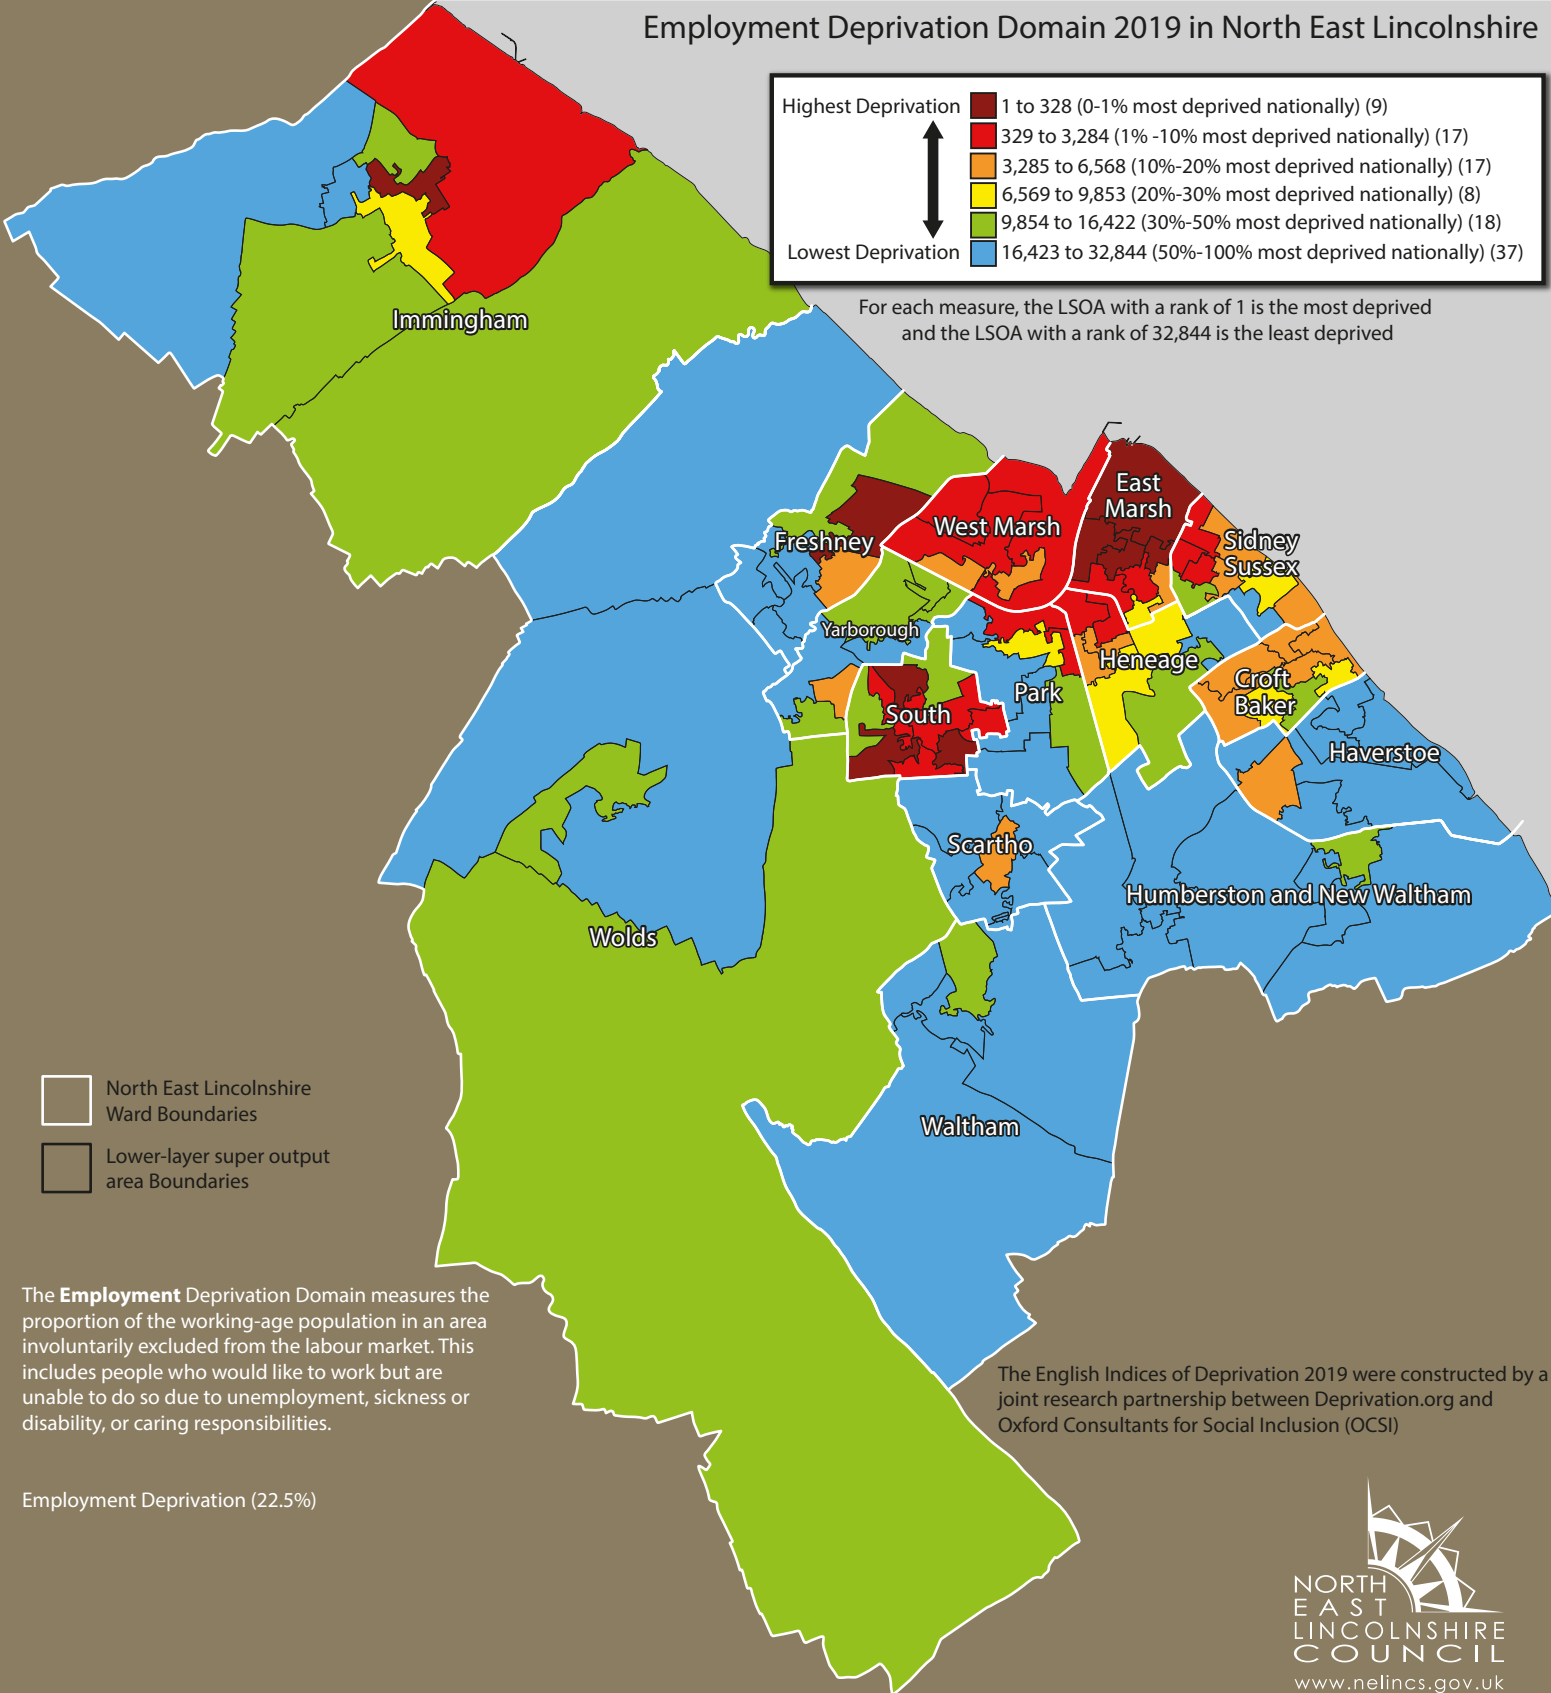 Employment Deprivation Domain 2019 in North East Lincolnshire
Highest Deprivation
1 to 328 (0-1% most deprived nationally) (9)
329 to 3,284 (1% -10% most deprived nationally) (17)
3,285 to 6,568 (10%-20% most deprived nationally) (17)
6,569 to 9,853 (20%-30% most deprived nationally) (8)
9,854 to 16,422 (30%-50% most deprived nationally) (18)
Lowest Deprivation
16,423 to 32,844 (50%-100% most deprived nationally) (37)
For each measure, the LSOA with a rank of 1 is the most deprived
and the LSOA with a rank of 32,844 is the least deprived
Immingham
East
Marsh
West Marsh
Freshney
Sidney
Sussex
Yarborough
Heneage
Croft
Baker
Park
South
Haverstoe
Scartho
Humberston and New Waltham
Wolds
Waltham
North East Lincolnshire
Ward Boundaries
Lower-layer super output
area Boundaries
The Employment Deprivation Domain measures the
proportion of the working-age population in an area
involuntarily excluded from the labour market. This
includes people who would like to work but are
unable to do so due to unemployment, sickness or
disability, or caring responsibilities.
Employment Deprivation (22.5%)
The English Indices of Deprivation 2019 were constructed by a
joint research partnership between Deprivation.org and
Oxford Consultants for Social Inclusion (OCSI)
NORTH
EAST
LINCOLNSHIRE
COUNCIL
www.nelincs.gov.uk